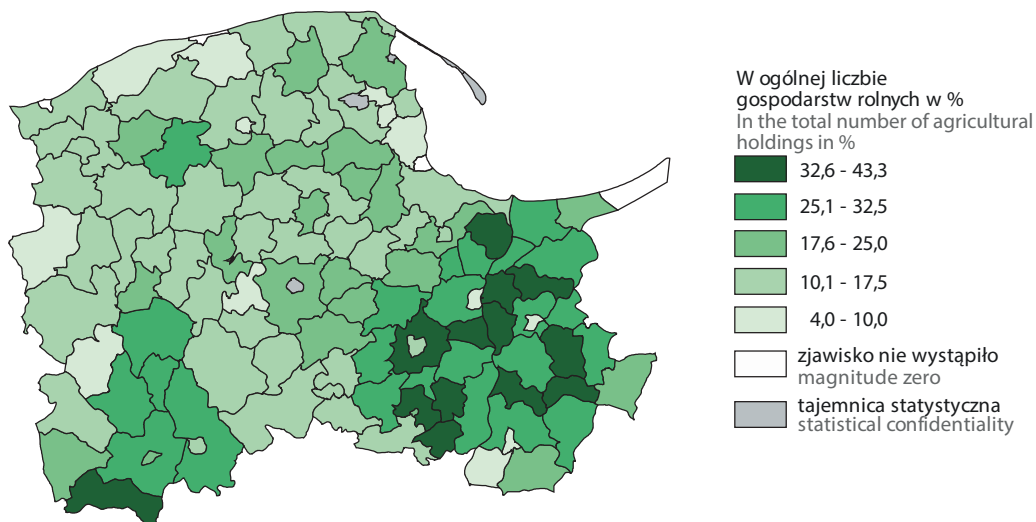 W ogólnej liczbie
gospodarstw rolnych w %
In the total number of agricultural
holdings in %
32,6 - 43,3
25,1 - 32,5
17,6 - 25,0
10,1 - 17,5
4,0 - 10,0
zjawisko nie wystąpiło
magnitude zero
tajemnica statystyczna
statistical confidentiality